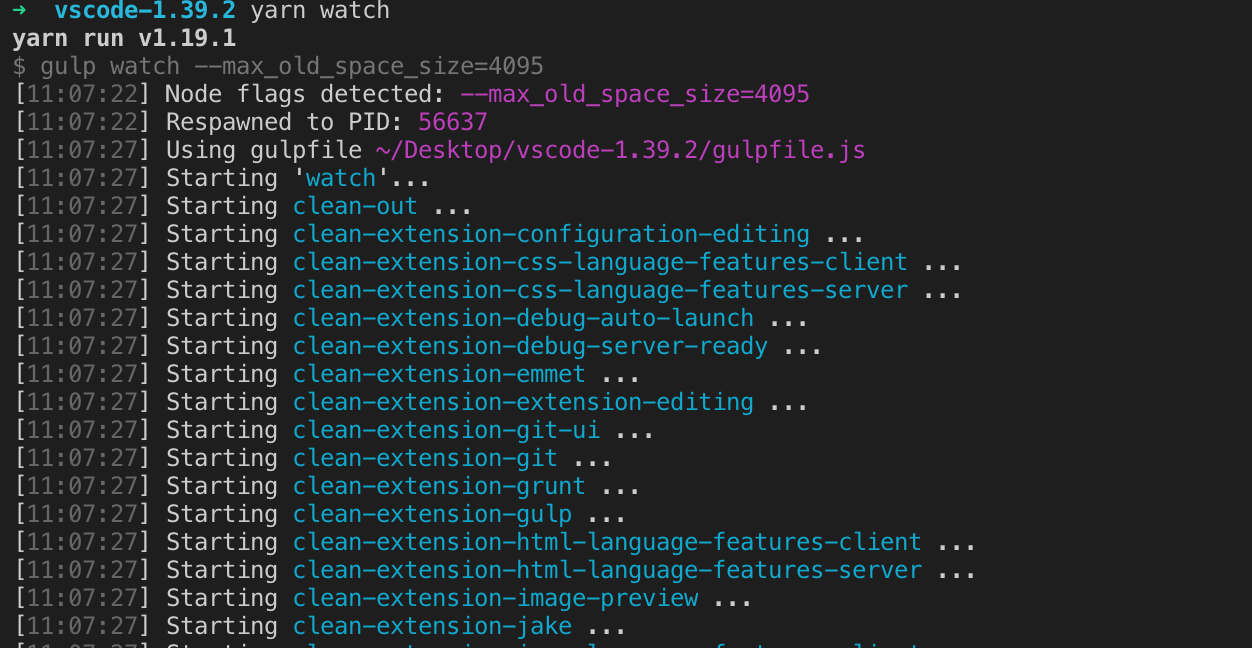 → vscode-1.39.2 yarn watch
yarn run v1.19.1
$ gulp watch --max_old_space_size=4095
[11:07:22] Node flags detected: --max_old_space_size=4095
[11:07:22] Respawned to PID: 56637
[11:07:27] Using gulpfile ~/Desktop/vscode-1.39.2/gulpfile.js
[11:07:27] Starting 'watch'...
[11:07:27] Starting clean-out ...
[11:07:27] Starting clean-extension-configuration-editing ...
[11:07:27] Starting clean-extension-css-language-features-client ...
[11:07:27] Starting clean-extension-css-language-features-server ...
[11:07:27] Starting clean-extension-debug-auto-launch ...
[11:07:27] Starting clean-extension-debug-server-ready ...
[11:07:27] Starting clean-extension-emmet ...
[11:07:27] Starting clean-extension-extension-editing ...
[11:07:27] Starting clean-extension-git-ui ...
[11:07:27] Starting clean-extension-git ...
[11:07:27] Starting clean-extension-grunt ...
[11:07:27] Starting clean-extension-gulp ...
[11:07:27] Starting clean-extension-html-language-features-client ...
[11:07:27] Starting clean-extension-html-language-features-server ...
[11:07:27] Starting clean-extension-image-preview ...
[11:07:27] Starting clean-extension-jake ...